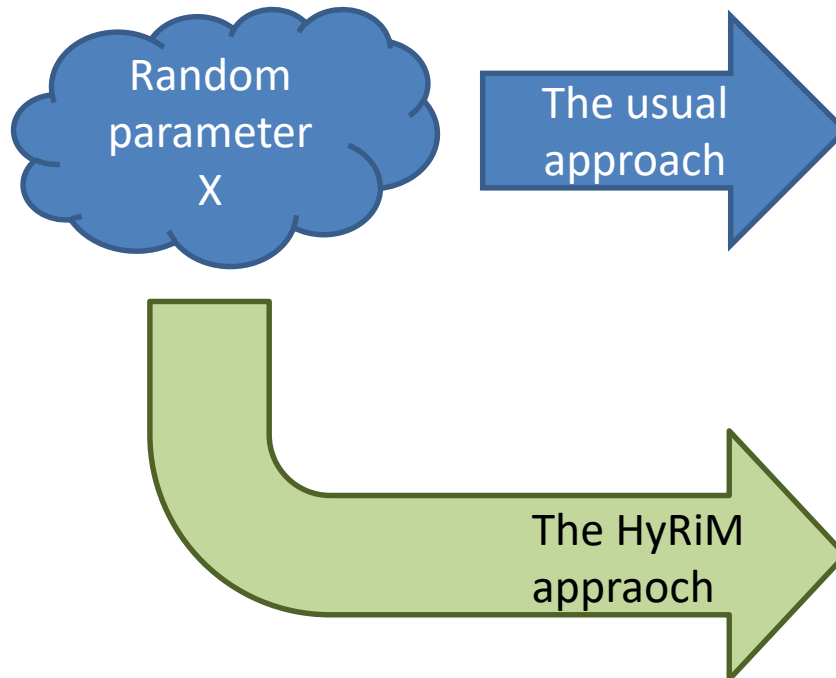 Random
parameter
X
The usual
approach
The HyRiM
appraoch